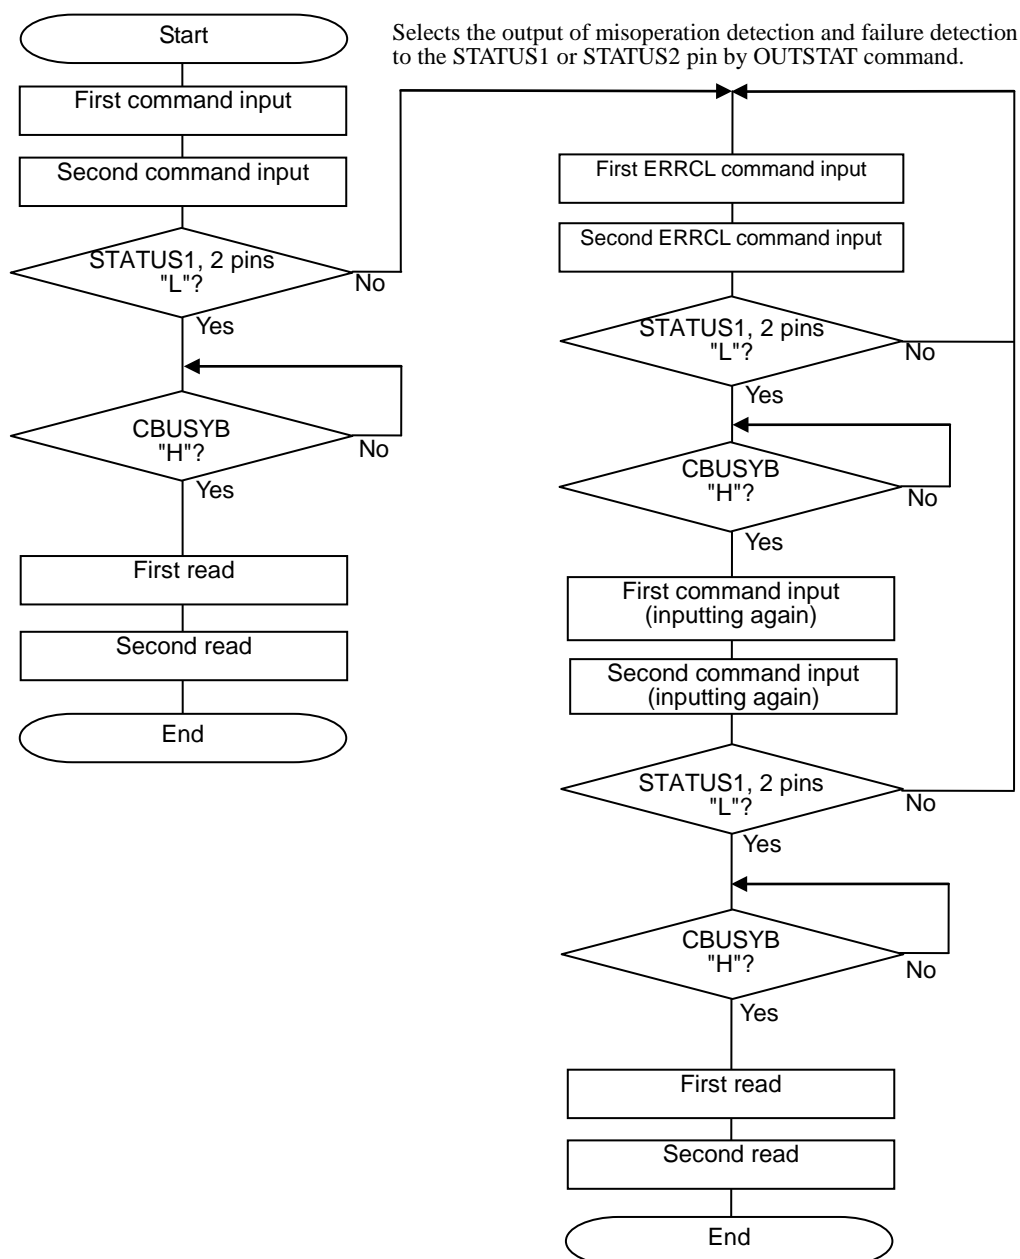 Selects the output of misoperation detection and failure detection
to the STATUS1 or STATUS2 pin by OUTSTAT command.
Start
First command input
Second command input
STATUS1, 2 pins
"L"?
No
Yes
CBUSYB
"H"?
No
Yes
First read
Second read
End
First ERRCL command input
Second ERRCL command input
STATUS1, 2 pins
"L"?
No
Yes
CBUSYB
"H"?
No
Yes
First command input
(inputting again)
Second command input
(inputting again)
STATUS1, 2 pins
"L"?
No
Yes
CBUSYB
"H"?
No
Yes
First read
Second read
End